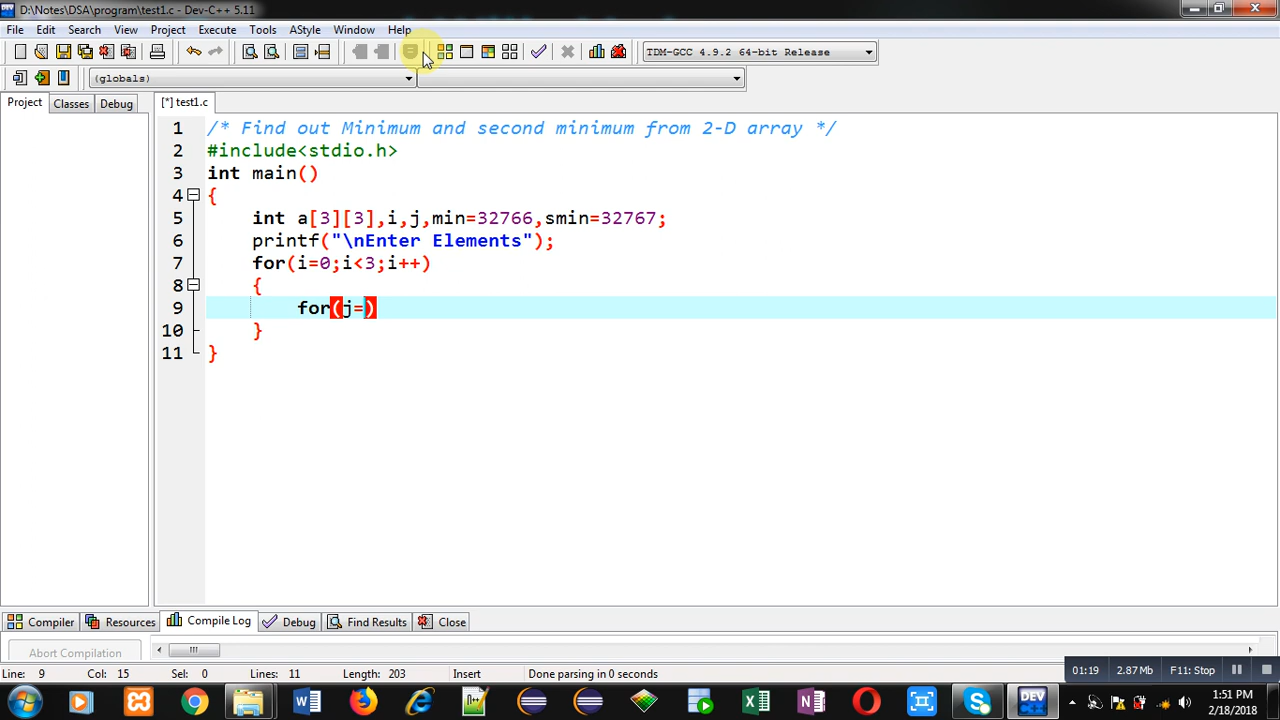 D:\Notes\DSA\program\test1.c - Dev-C++ 5.11
File Edit Search View Project Execute Tools AStyle Window Help
TDM-GCC 4.9.2 64-bit Release
(globals)
Project Classes Debug [*] test1.c
1 /* Find out Minimum and second minimum from 2-D array */
2 #include<stdio.h>
3 int main()
4 {
5 int a[3][3],i,j,min=32766,smin=32767;
6 printf("\nEnter Elements");
7 for(i=0;i<3;i++)
8 {
9 for(j=)
10 }
11 }
Compiler Resources Compile Log Debug Find Results Close
Abort Compilation
Line: 9 Col: 15 Sel: 0 Lines: 11 Length: 203 Insert Done parsing in 0 seconds
01:19 2.87 Mb F11: Stop
DEV
1:51 PM
2/18/2018